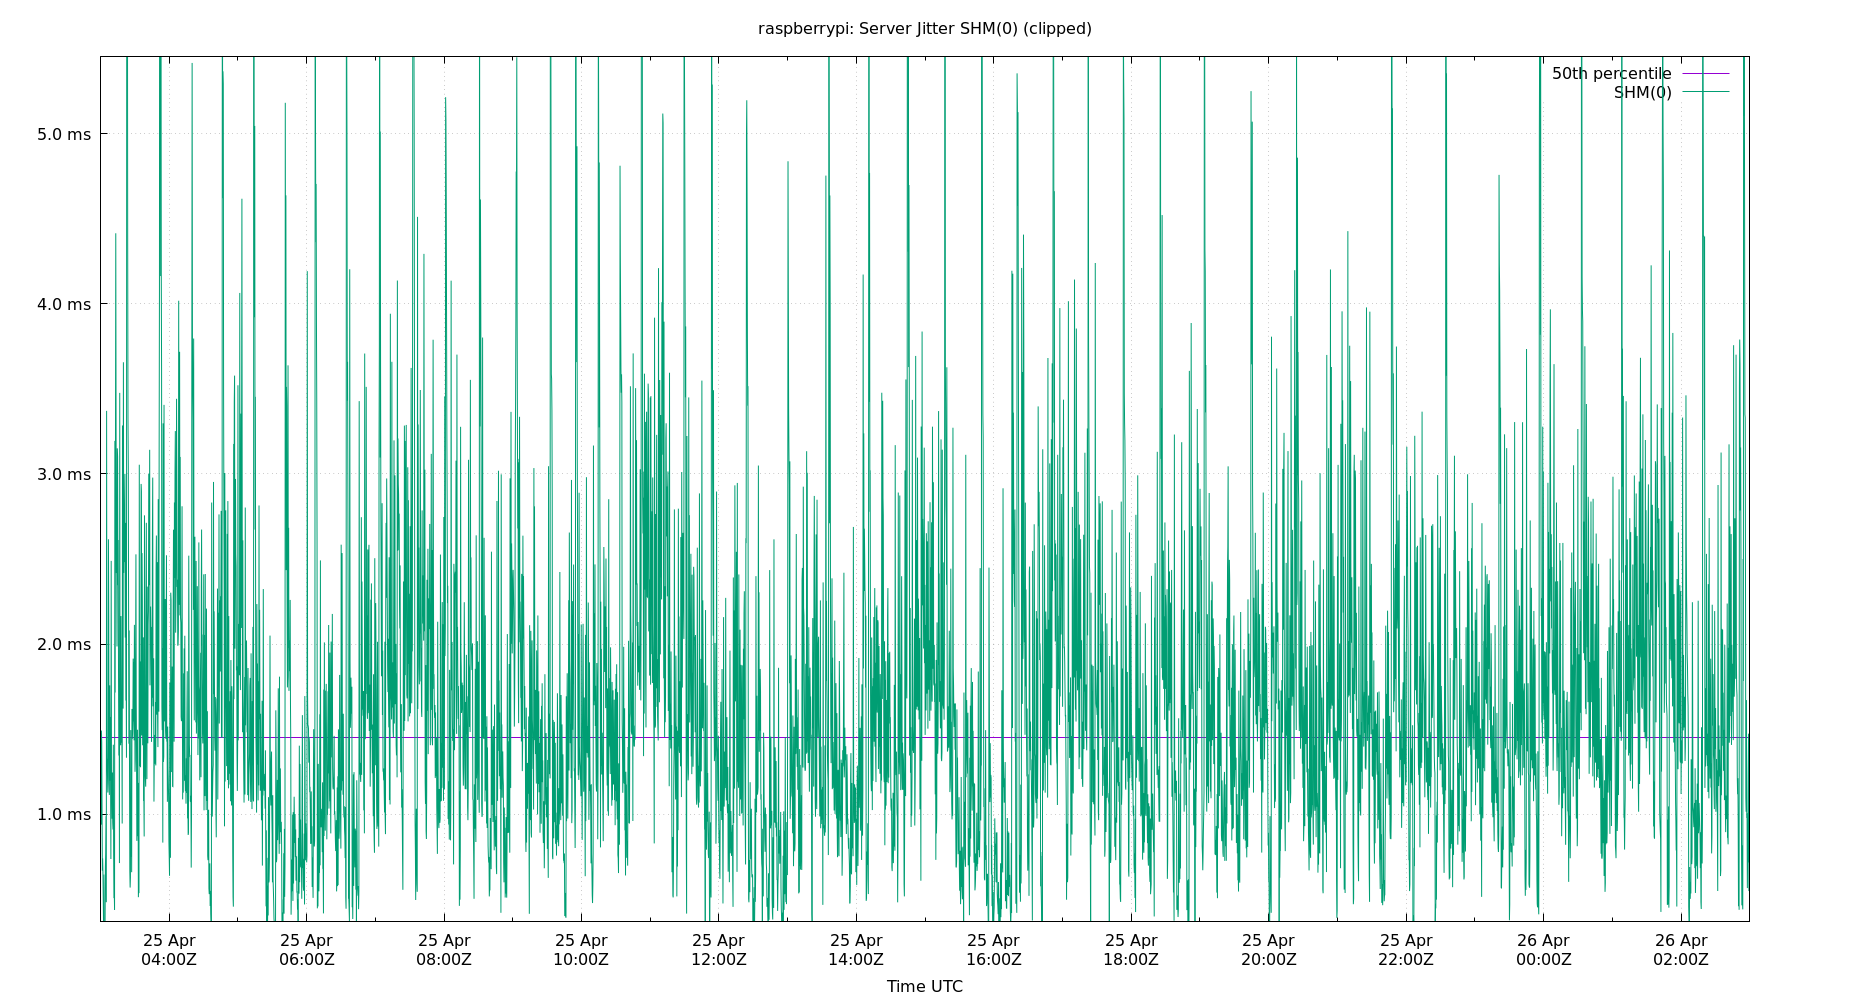 raspberrypi: Server Jitter SHM(0) (clipped)
50th percentile
SHM(0)
5.0 ms
4.0 ms
3.0 ms
2.0 ms
1.0 ms
25 Apr 25 Apr 25 Apr 25 Apr 25 Apr 25 Apr 25 Apr 25 Apr 25 Apr 25 Apr 26 Apr 26 Apr
04:00Z 06:00Z 08:00Z 10:00Z 12:00Z 14:00Z 16:00Z 18:00Z 20:00Z 22:00Z 00:00Z 02:00Z
Time UTC